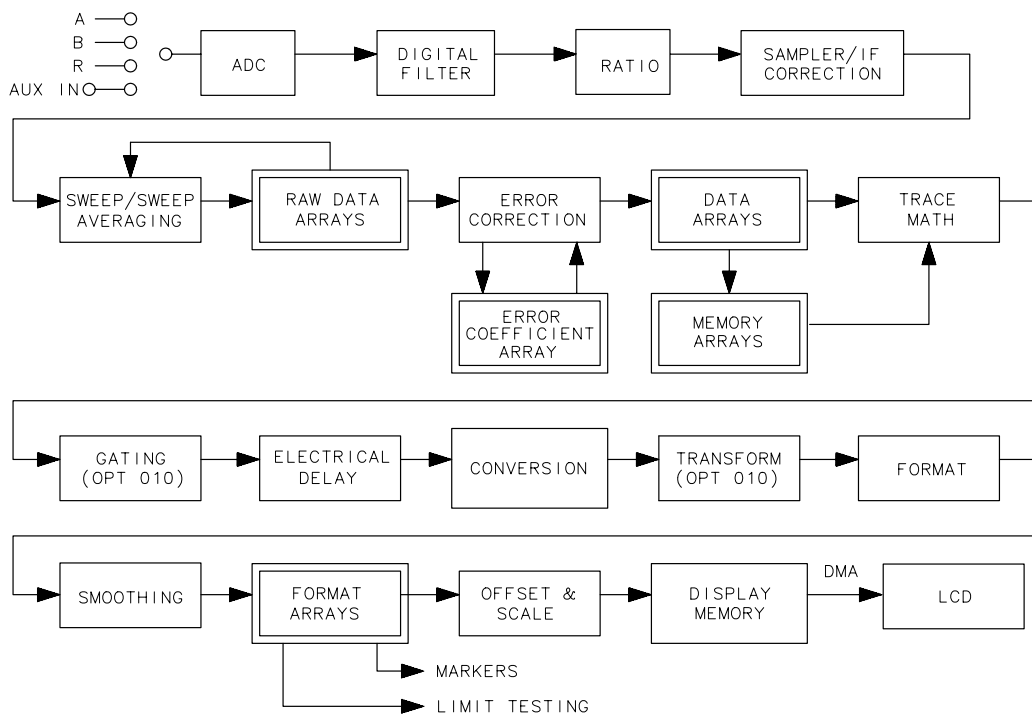 A
B
R
AUX IN
ADC
DIGITAL
FILTER
RATIO
SAMPLER/IF
CORRECTION
SWEEP/SWEEP
AVERAGING
RAW DATA
ARRAYS
ERROR
CORRECTION
DATA
ARRAYS
TRACE
MATH
ERROR
COEFFICIENT
ARRAY
MEMORY
ARRAYS
GATING
(OPT 010)
ELECTRICAL
DELAY
CONVERSION
TRANSFORM
(OPT 010)
FORMAT
SMOOTHING
FORMAT
ARRAYS
OFFSET &
SCALE
DISPLAY
MEMORY
DMA
LCD
MARKERS
LIMIT TESTING